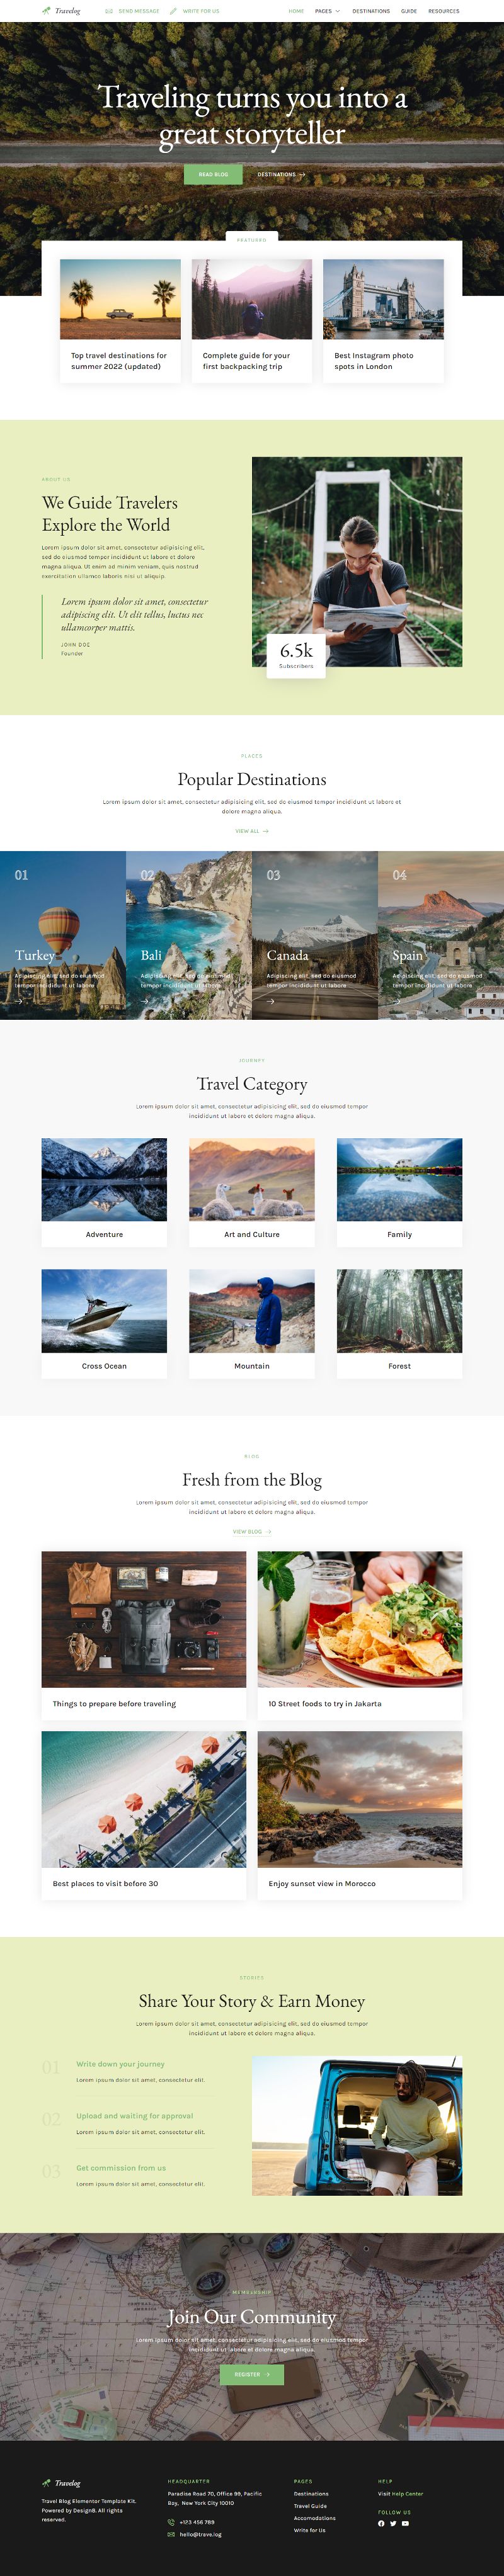 Travelog
SEND MESSAGE
WRITE FOR US
HOME
PAGES
DESTINATIONS
GUIDE
RESOURCES
Traveling turns you into a
great storyteller
READ BLOG
DESTINATIONS
FEATURED
Top travel destinations for
summer 2022 (updated)
Complete guide for your
first backpacking trip
Best Instagram photo
spots in London
ABOUT US
We Guide Travelers
Explore the World
Lorem ipsum dolor sit amet, consectetur adipisicing elit,
sed do eiusmod tempor incididunt ut labore et dolore
magna aliqua. Ut enim ad minim veniam, quis nostrud
exercitation ullamco laboris nisi ut aliquip.
Lorem ipsum dolor sit amet, consectetur
adipiscing elit. Ut elit tellus, luctus nec
ullamcorper mattis.
JOHN DOE
Founder
6.5k
Subscribers
PLACES
Popular Destinations
Lorem ipsum dolor sit amet, consectetur adipisicing elit, sed do eiusmod tempor incididunt ut labore et
dolore magna aliqua.
VIEW ALL
01
Turkey
Adipiscing elit, sed do eiusmod
tempor incididunt ut labore
02
Bali
Adipiscing elit, sed do eiusmod
tempor incididunt ut labore
03
Canada
Adipiscing elit, sed do eiusmod
tempor incididunt ut labore
04
Spain
Adipiscing elit, sed do eiusmod
tempor incididunt ut labore
JOURNEY
Travel Category
Lorem ipsum dolor sit amet, consectetur adipisicing elit, sed do eiusmod tempor
incididunt ut labore et dolore magna aliqua.
Adventure
Art and Culture
Family
Cross Ocean
Mountain
Forest
BLOG
Fresh from the Blog
Lorem ipsum dolor sit amet, consectetur adipisicing elit, sed do eiusmod tempor
incididunt ut labore et dolore magna aliqua.
VIEW BLOG
Things to prepare before traveling
10 Street foods to try in Jakarta
Best places to visit before 30
Enjoy sunset view in Morocco
STORIES
Share Your Story & Earn Money
Lorem ipsum dolor sit amet, consectetur adipisicing elit, sed do eiusmod tempor
incididunt ut labore et dolore magna aliqua.
01
Write down your journey
Lorem ipsum dolor sit amet, consectetur elit.
02
Upload and waiting for approval
Lorem ipsum dolor sit amet, consectetur elit.
03
Get commission from us
Lorem ipsum dolor sit amet, consectetur elit.
MEMBERSHIP
Join Our Community
Lorem ipsum dolor sit amet, consectetur adipisicing elit, sed do eiusmod tempor
incididunt ut labore et dolore magna aliqua.
REGISTER
Travelog
Travel Blog Elementor Template Kit.
Powered by Design8. All rights
reserved.
HEADQUARTER
Paradise Road 70, Office 99, Pacific
Bay, New York City 10010
+123 456 789
hello@trave.log
PAGES
Destinations
Travel Guide
Accomodations
Write for Us
HELP
Visit Help Center
FOLLOW US